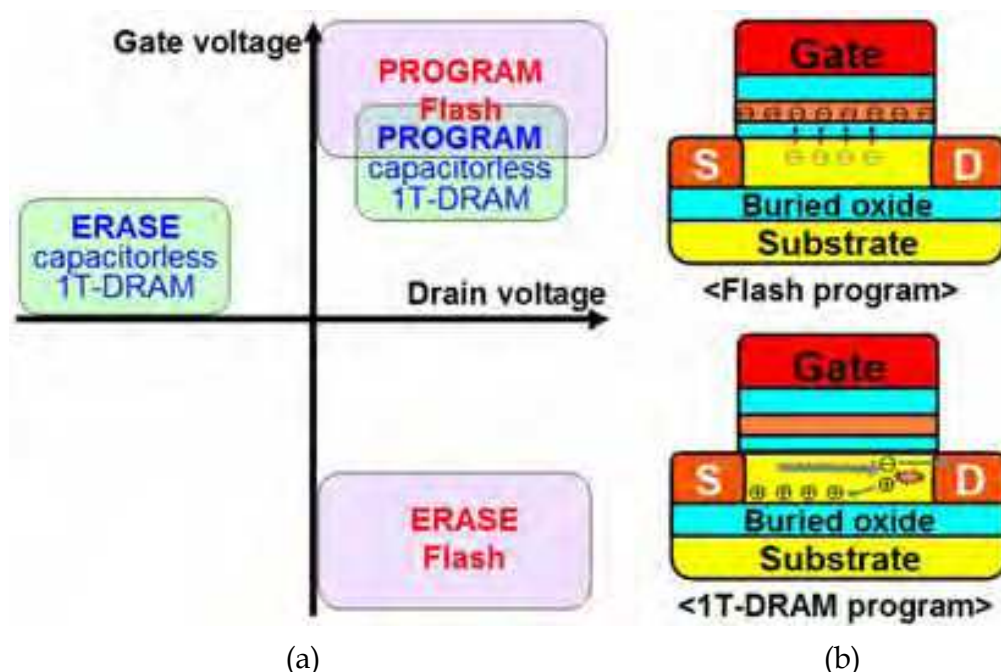 Gate voltage
PROGRAM
Flash
PROGRAM
capacitorless
1T-DRAM
ERASE
capacitorless
1T-DRAM
Drain voltage
ERASE
Flash
(a)
Gate
S
D
Buried oxide
Substrate
<Flash program>
Gate
S
D
Buried oxide
Substrate
<1T-DRAM program>
(b)